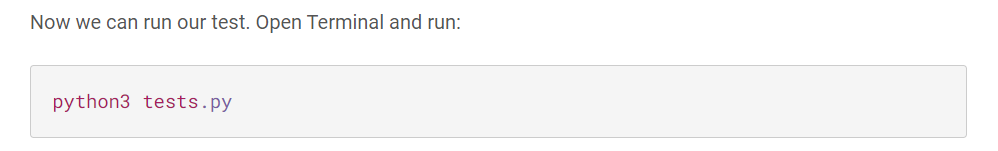 Now we can run our test. Open Terminal and run:
python3 tests.py